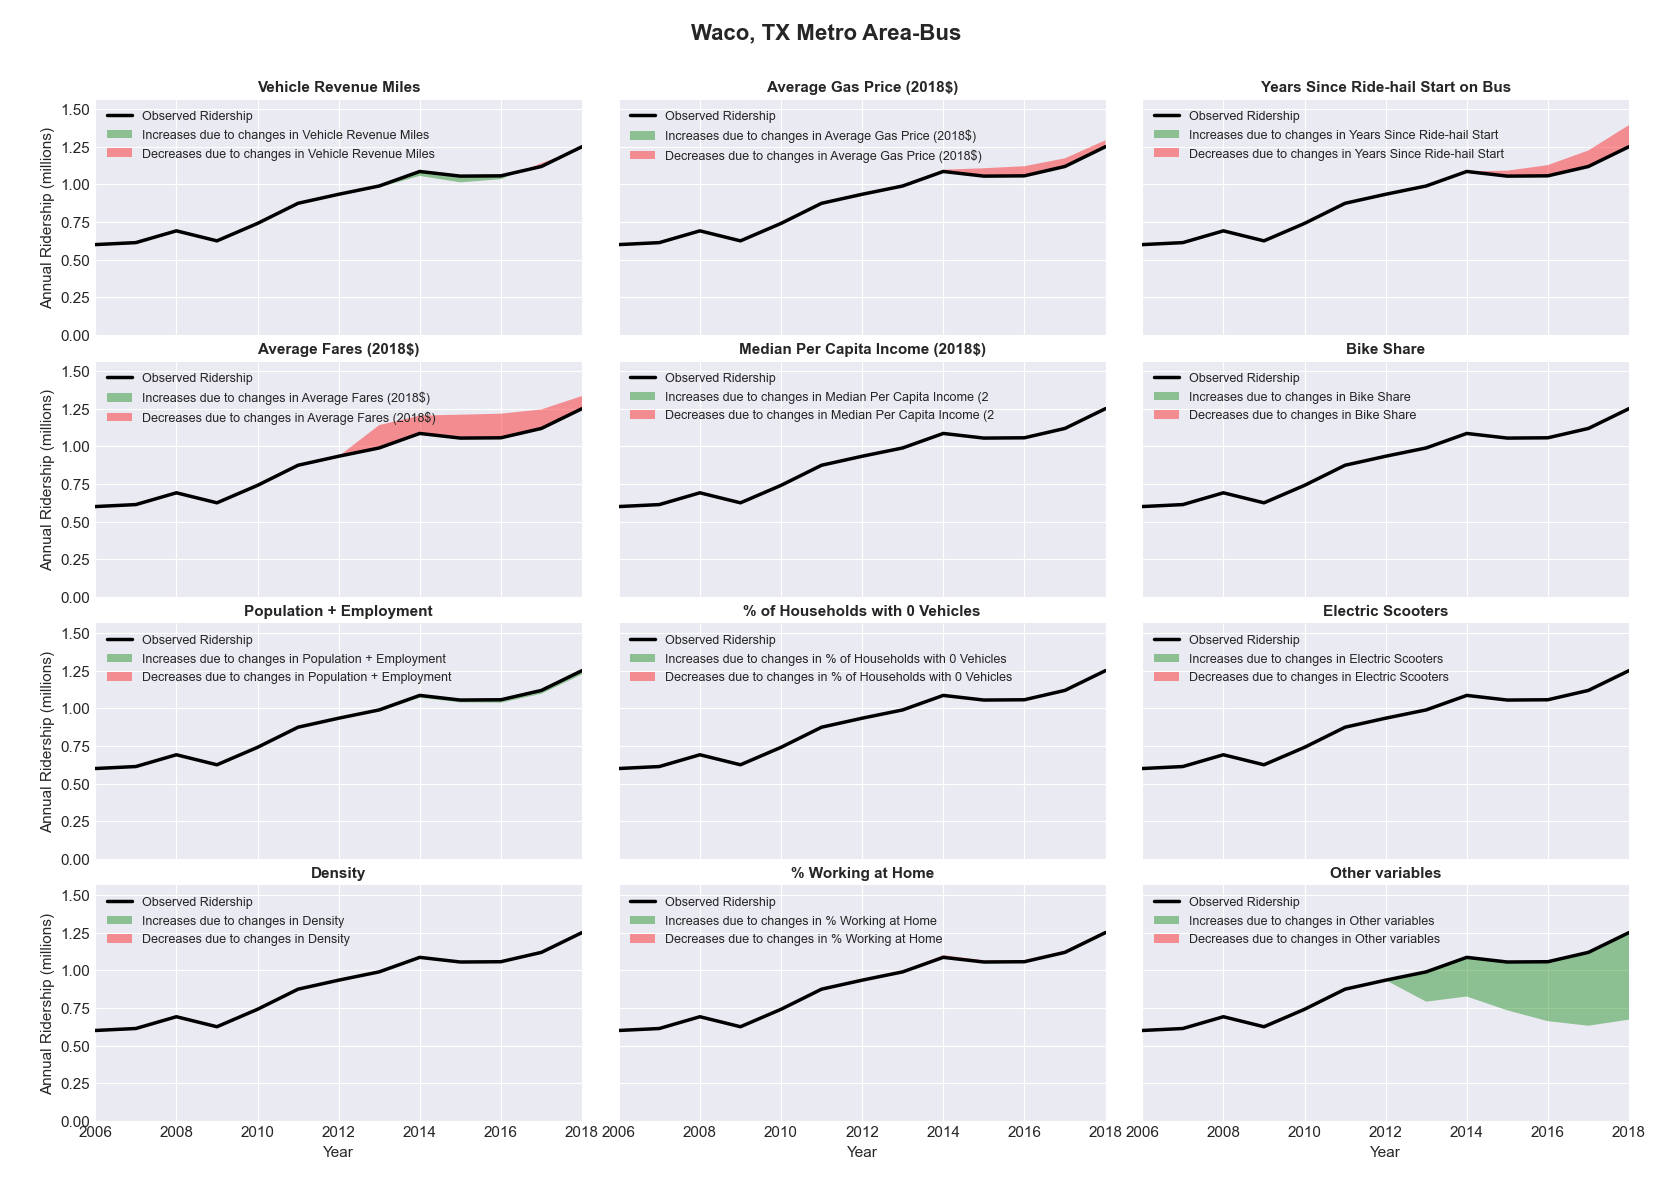 Waco, TX Metro Area-Bus
Vehicle Revenue Miles
Observed Ridership
Increases due to changes in Vehicle Revenue Miles
Decreases due to changes in Vehicle Revenue Miles
Annual Ridership (millions)
1.50
1.25
1.00
0.75
0.50
0.25
0.00
Average Gas Price (2018$)
Observed Ridership
Increases due to changes in Average Gas Price (2018$)
Decreases due to changes in Average Gas Price (2018$)
Years Since Ride-hail Start on Bus
Observed Ridership
Increases due to changes in Years Since Ride-hail Start
Decreases due to changes in Years Since Ride-hail Start
Average Fares (2018$)
Observed Ridership
Increases due to changes in Average Fares (2018$)
Decreases due to changes in Average Fares (2018$)
Annual Ridership (millions)
1.50
1.25
1.00
0.75
0.50
0.25
0.00
Median Per Capita Income (2018$)
Observed Ridership
Increases due to changes in Median Per Capita Income (2
Decreases due to changes in Median Per Capita Income (2
Bike Share
Observed Ridership
Increases due to changes in Bike Share
Decreases due to changes in Bike Share
Population + Employment
Observed Ridership
Increases due to changes in Population + Employment
Decreases due to changes in Population + Employment
Annual Ridership (millions)
1.50
1.25
1.00
0.75
0.50
0.25
0.00
% of Households with 0 Vehicles
Observed Ridership
Increases due to changes in % of Households with 0 Vehicles
Decreases due to changes in % of Households with 0 Vehicles
Electric Scooters
Observed Ridership
Increases due to changes in Electric Scooters
Decreases due to changes in Electric Scooters
Density
Observed Ridership
Increases due to changes in Density
Decreases due to changes in Density
Annual Ridership (millions)
1.50
1.25
1.00
0.75
0.50
0.25
0.00
2006 2008 2010 2012 2014 2016 2018
Year
% Working at Home
Observed Ridership
Increases due to changes in % Working at Home
Decreases due to changes in % Working at Home
2006 2008 2010 2012 2014 2016 2018
Year
Other variables
Observed Ridership
Increases due to changes in Other variables
Decreases due to changes in Other variables
2006 2008 2010 2012 2014 2016 2018
Year